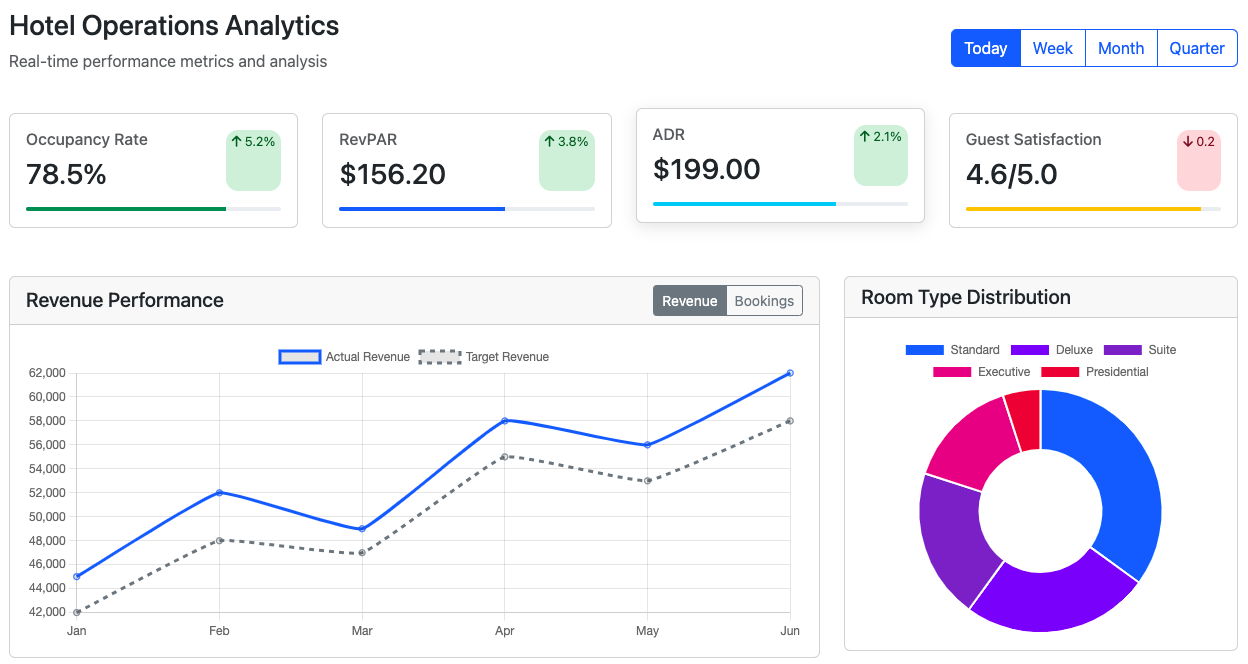 Hotel Operations Analytics
Real-time performance metrics and analysis
Today Week Month Quarter
Occupancy Rate
78.5%
↑ 5.2%
RevPAR
$156.20
↑ 3.8%
ADR
$199.00
↑ 2.1%
Guest Satisfaction
4.6/5.0
↓ 0.2
Revenue Performance
Revenue Bookings
Actual Revenue Target Revenue
62,000
60,000
58,000
56,000
54,000
52,000
50,000
48,000
46,000
44,000
42,000
Jan Feb Mar Apr May Jun
Room Type Distribution
Standard Deluxe Suite
Executive Presidential